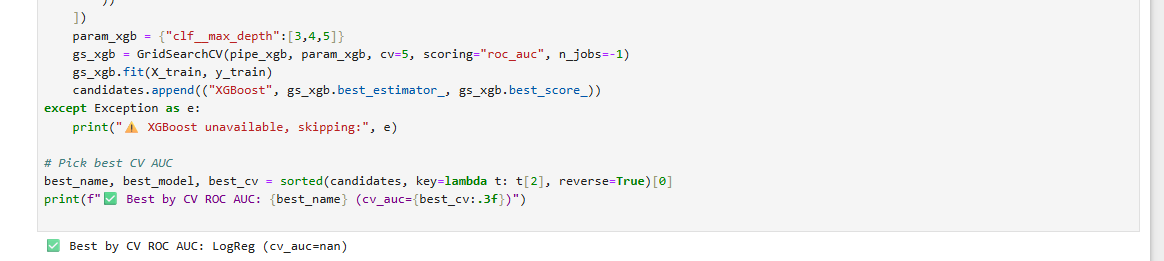 ))
])
param_xgb = {"clf__max_depth":[3,4,5]}
gs_xgb = GridSearchCV(pipe_xgb, param_xgb, cv=5, scoring="roc_auc", n_jobs=-1)
gs_xgb.fit(X_train, y_train)
candidates.append(("XGBoost", gs_xgb.best_estimator_, gs_xgb.best_score_))
except Exception as e:
print("⚠️ XGBoost unavailable, skipping:", e)
# Pick best CV AUC
best_name, best_model, best_cv = sorted(candidates, key=lambda t: t[2], reverse=True)[0]
print(f"✅ Best by CV ROC AUC: {best_name} (cv_auc={best_cv:.3f})")
✅ Best by CV ROC AUC: LogReg (cv_auc=nan)